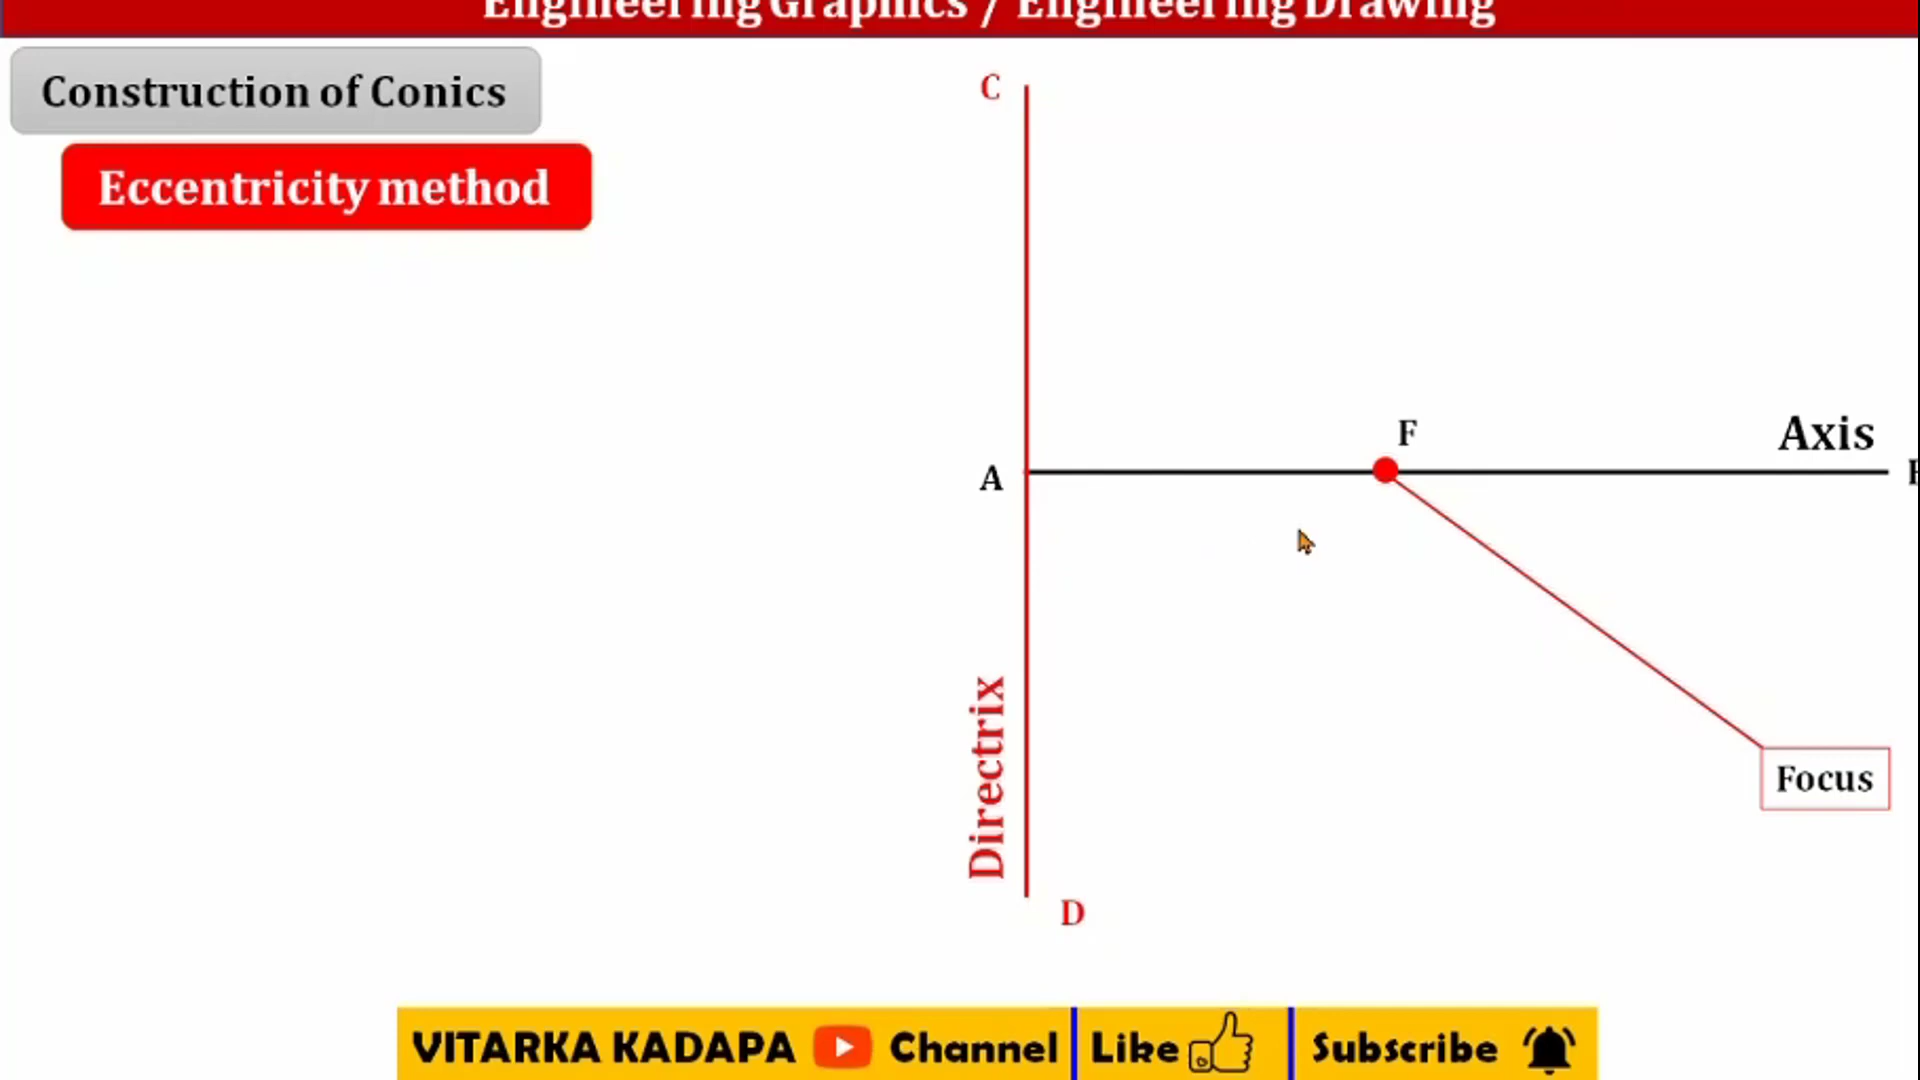 Engineering Graphics / Engineering Drawing
Construction of Conics
Eccentricity method
C
F
Axis
A
Directrix
Focus
D
VITARKA KADAPA Channel Like Subscribe